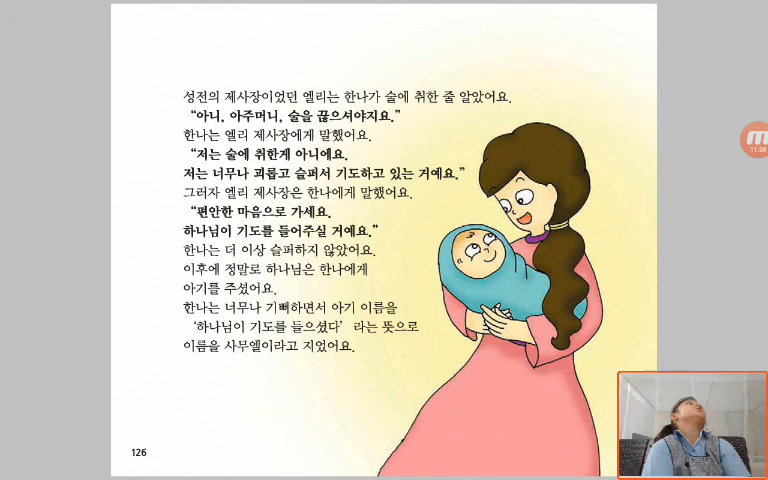 성전의 제사장이었던 엘리는 한나가 술에 취한 줄 알았어요.
“아니, 아주머니, 술을 끊으셔야지요.”
한나는 엘리 제사장에게 말했어요.
“저는 술에 취한게 아니에요.
저는 너무나 괴롭고 슬퍼서 기도하고 있는 거예요.”
그러자 엘리 제사장은 한나에게 말했어요.
“편안한 마음으로 가세요.
하나님이 기도를 들어주실 거예요.”
한나는 더 이상 슬퍼하지 않았어요.
이후에 정말로 하나님은 한나에게
아기를 주셨어요.
한나는 너무나 기뻐하면서 아기 이름을
‘하나님이 기도를 들으셨다’ 라는 뜻으로
이름을 사무엘이라고 지었어요.
126
M
11:59